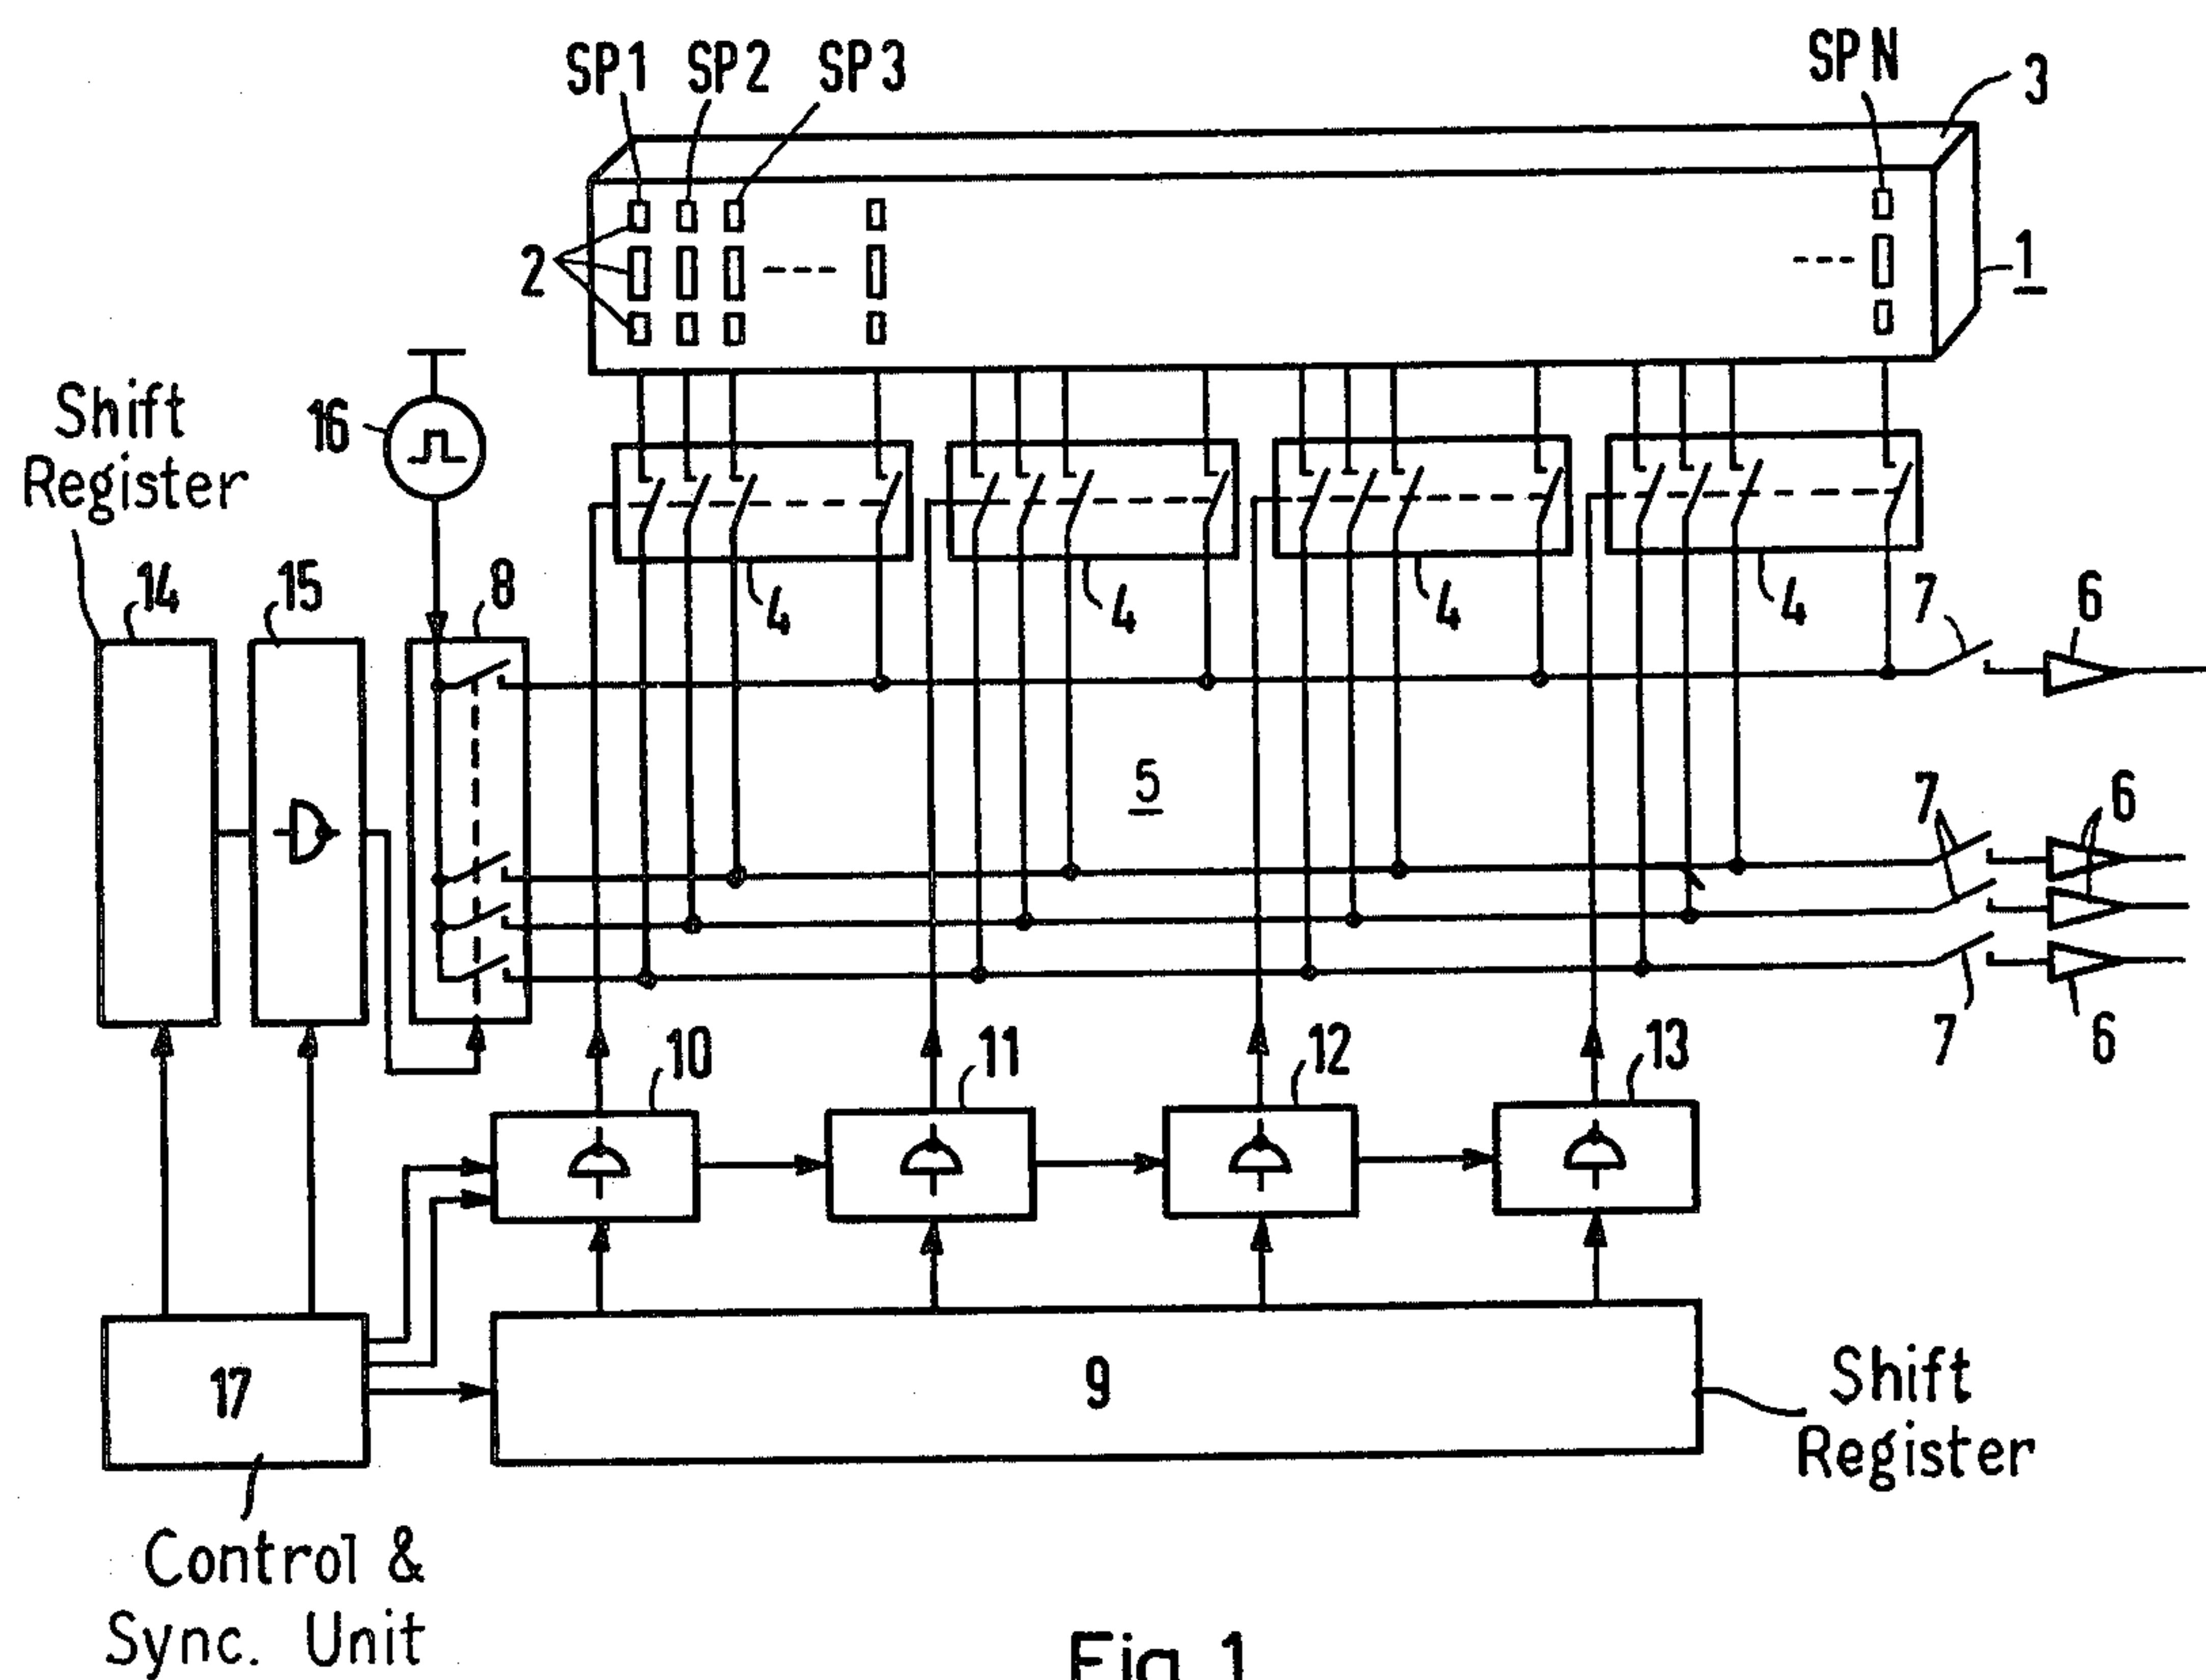 SP1 SP2 SP3 SPN 3
2 1
Shift
Register
16
14 15 8 4 4 4 4 7 6
5 7 6
10 11 12 13 7 6
17 9
Shift
Register
Control &
Sync. Unit
Fig. 1